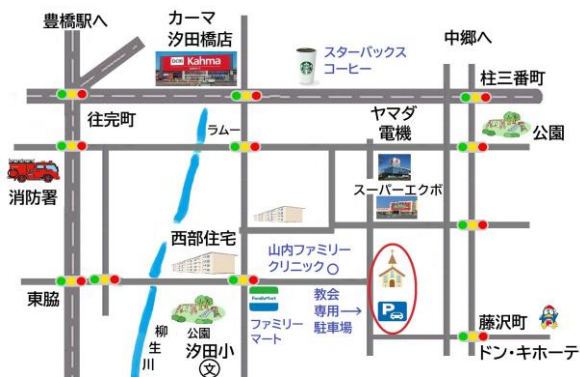 豊橋駅へ
カーマ
汐田橋店
DCM Kahma
スターバックス
コーヒー
中郷へ
柱三番町
往完町
ラムー
ヤマダ
電機
公園
消防署
スーパーエクボ
西部住宅
山内ファミリー
クリニック
東脇
公園
汐田小
文
柳生川
FamilyMart
ファミリー
マート
教会
専用→
駐車場
P
藤沢町
ドン・キホーテ